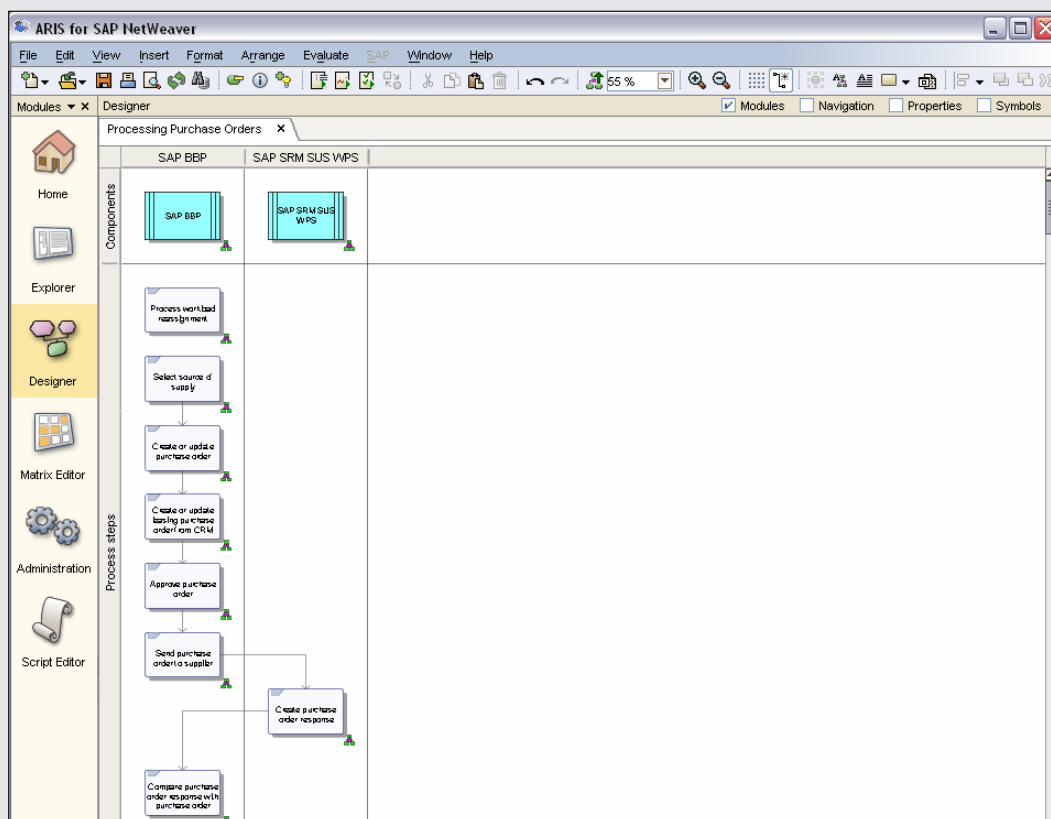 ARIS for SAP NetWeaver
File Edit View Insert Format Arrange Evaluate SAP Window Help
55 %
Modules Designer Modules Navigation Properties Symbols
Processing Purchase Orders
SAP BBP SAP SRM SUS WPS
Home
Explorer
Designer
Matrix Editor
Administration
Script Editor
Components
SAP BBP
SAP SRM SUS
WPS
Process steps
Process workload
reassignment
Select source of
supply
Create or update
purchase order
Create or update
leasing purchase
order from CRM
Approve purchase
order
Send purchase
order to supplier
Create purchase
order response
Compare purchase
order response with
purchase order